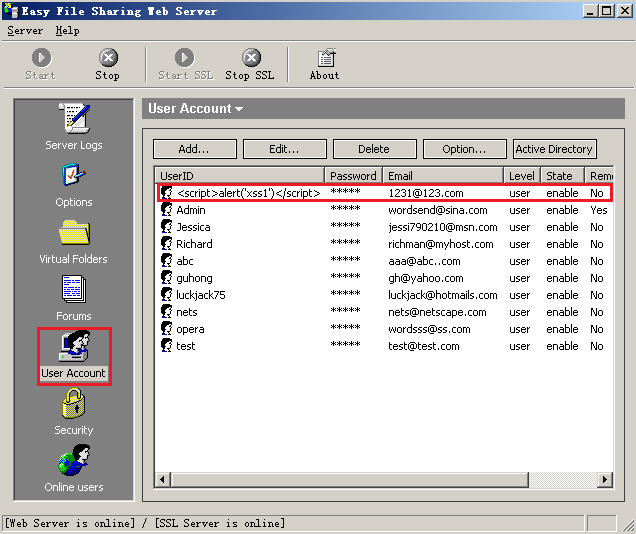 Easy File Sharing Web Server
Server Help
Start Stop Start SSL Stop SSL About
Server Logs
Options
Virtual Folders
Forums
User Account
Security
Online users
User Account
Add... Edit... Delete Option... Active Directory
UserID Password Email Level State Remo
<script>alert('xss1')</script> ***** 1231@123.com user enable No
Admin ***** wordsend@sina.com user enable Yes
Jessica ***** jessi790210@msn.com user enable No
Richard ***** richman@myhost.com user enable No
abc ***** aaa@abc..com user enable No
guhong ***** gh@yahoo.com user enable No
luckjack75 ***** luckjack@hotmails.com user enable No
nets ***** nets@netscape.com user enable No
opera ***** wordsss@ss.com user enable No
test ***** test@test.com user enable No
[Web Server is online] / [SSL Server is online]